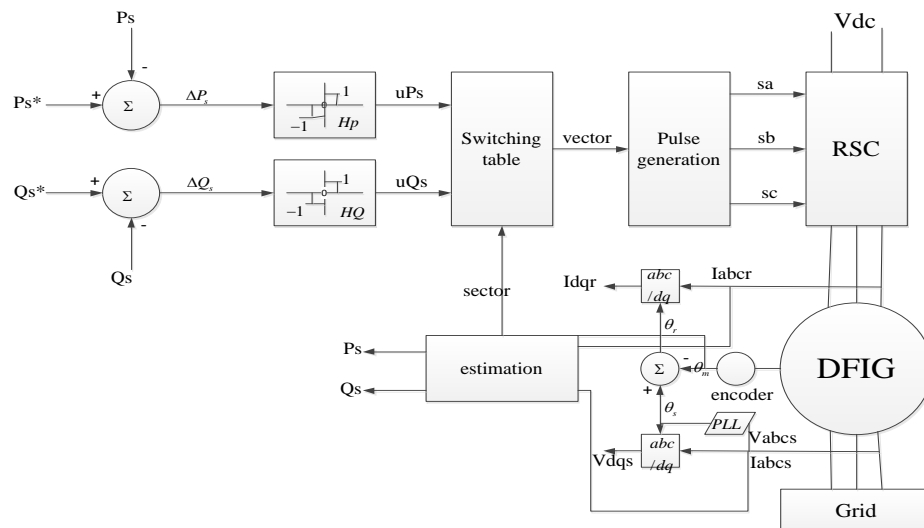 Ps
Vdc
-
+
Ps*
Σ
ΔPs
1
-1
Hp
uPs
Switching
table
vector
Pulse
generation
sa
sb
sc
RSC
+
Qs*
Σ
ΔQs
1
-1
HQ
uQs
-
Qs
sector
Idqr
abc
/dq
Iabcr
θr
Ps
Qs
estimation
Σ
-
+
θm
encoder
DFIG
θs
PLL
Vabcs
Vdqs
abc
/dq
Iabcs
Grid